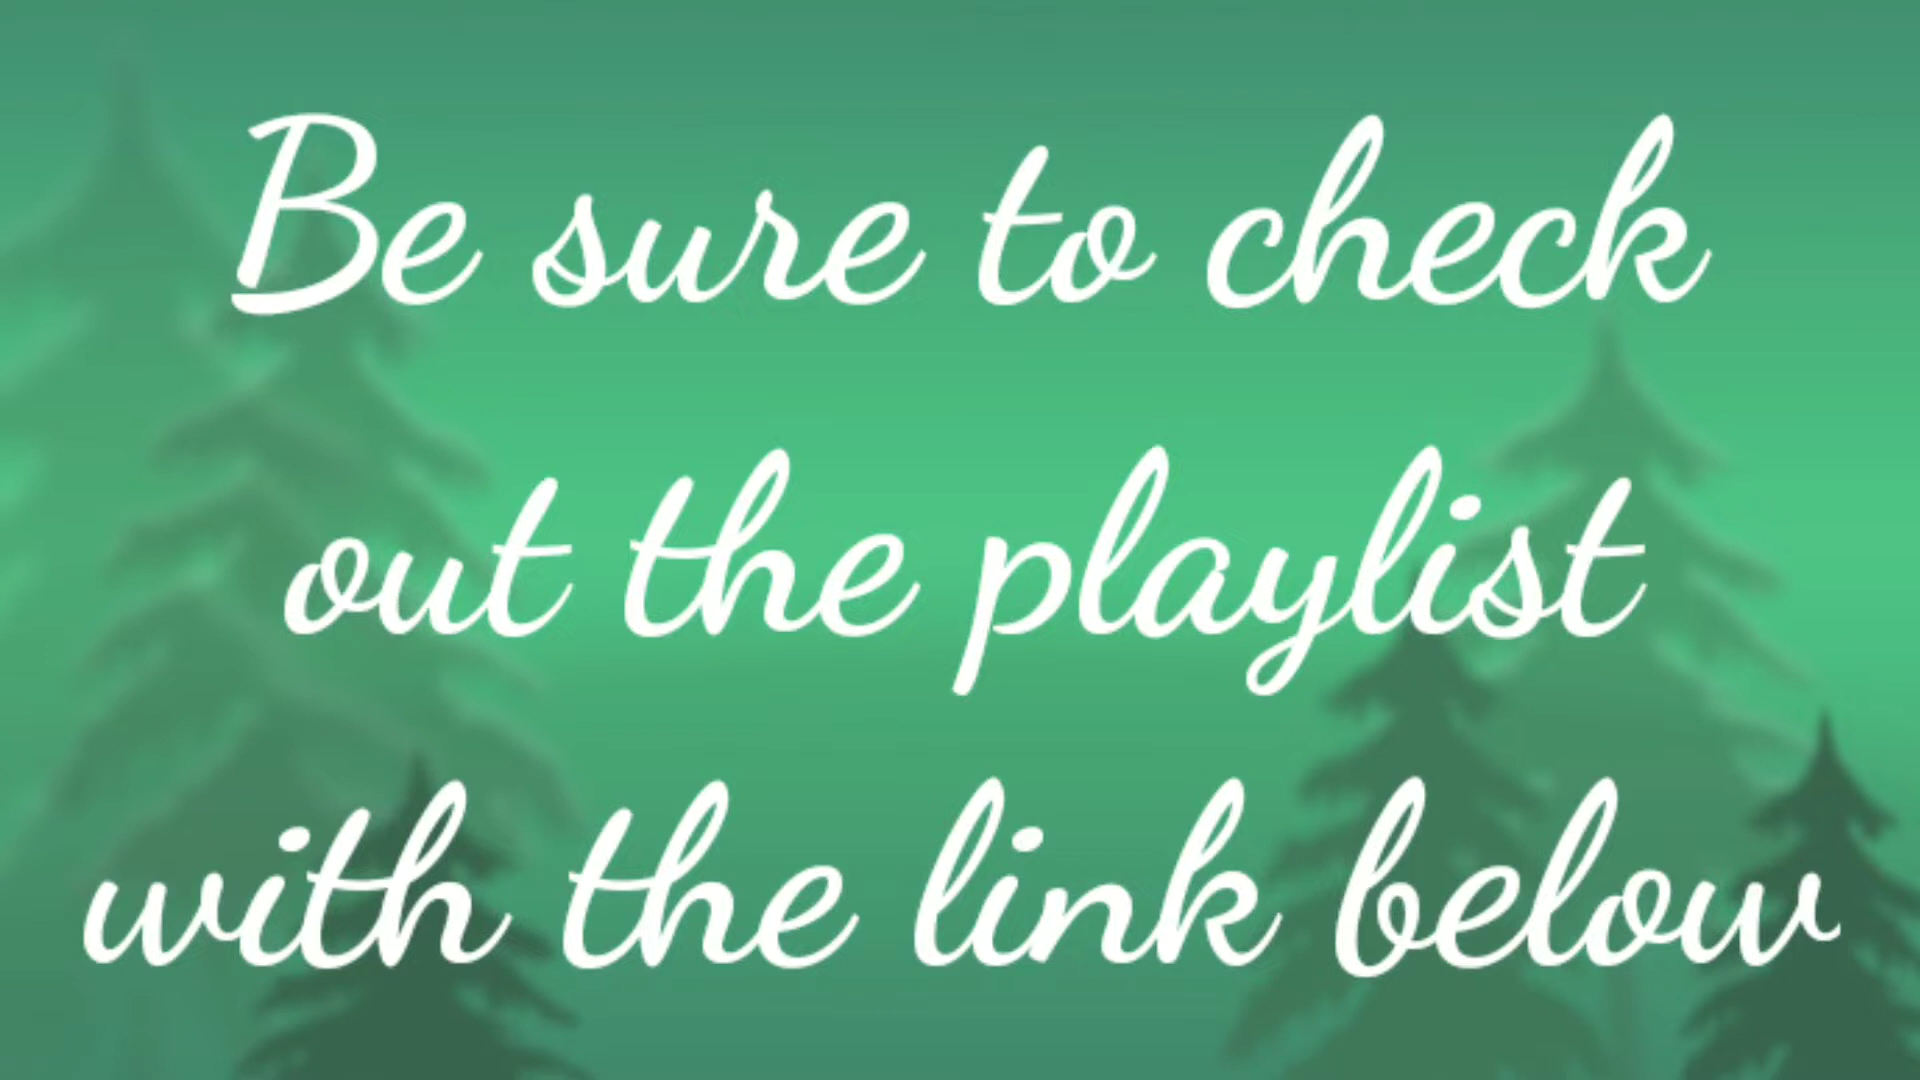 Be sure to check
out the playlist
with the link below